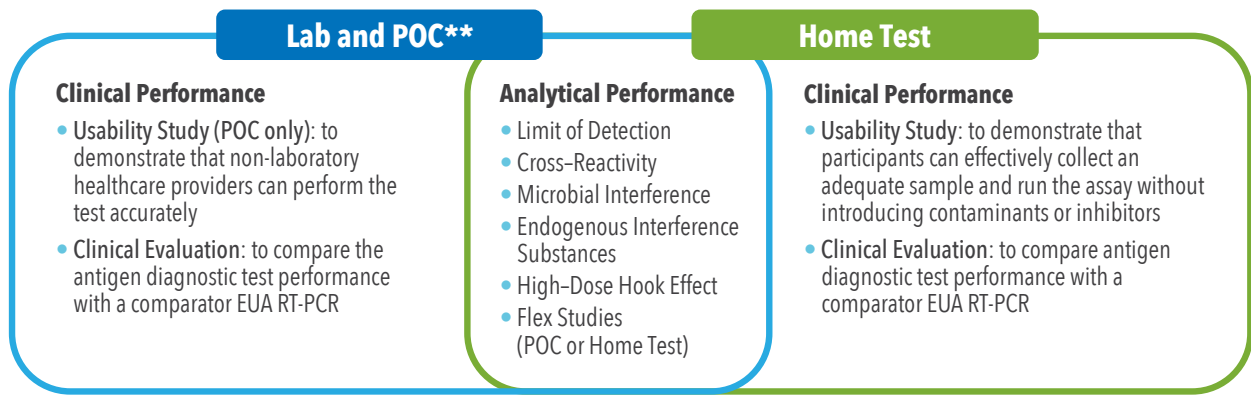 Lab and POC**
Home Test
Clinical Performance
• Usability Study (POC only): to
demonstrate that non-laboratory
healthcare providers can perform the
test accurately
• Clinical Evaluation: to compare the
antigen diagnostic test performance
with a comparator EUA RT-PCR
Analytical Performance
• Limit of Detection
• Cross–Reactivity
• Microbial Interference
• Endogenous Interference
Substances
• High–Dose Hook Effect
• Flex Studies
(POC or Home Test)
Clinical Performance
• Usability Study: to demonstrate that
participants can effectively collect an
adequate sample and run the assay without
introducing contaminants or inhibitors
• Clinical Evaluation: to compare antigen
diagnostic test performance with a
comparator EUA RT-PCR